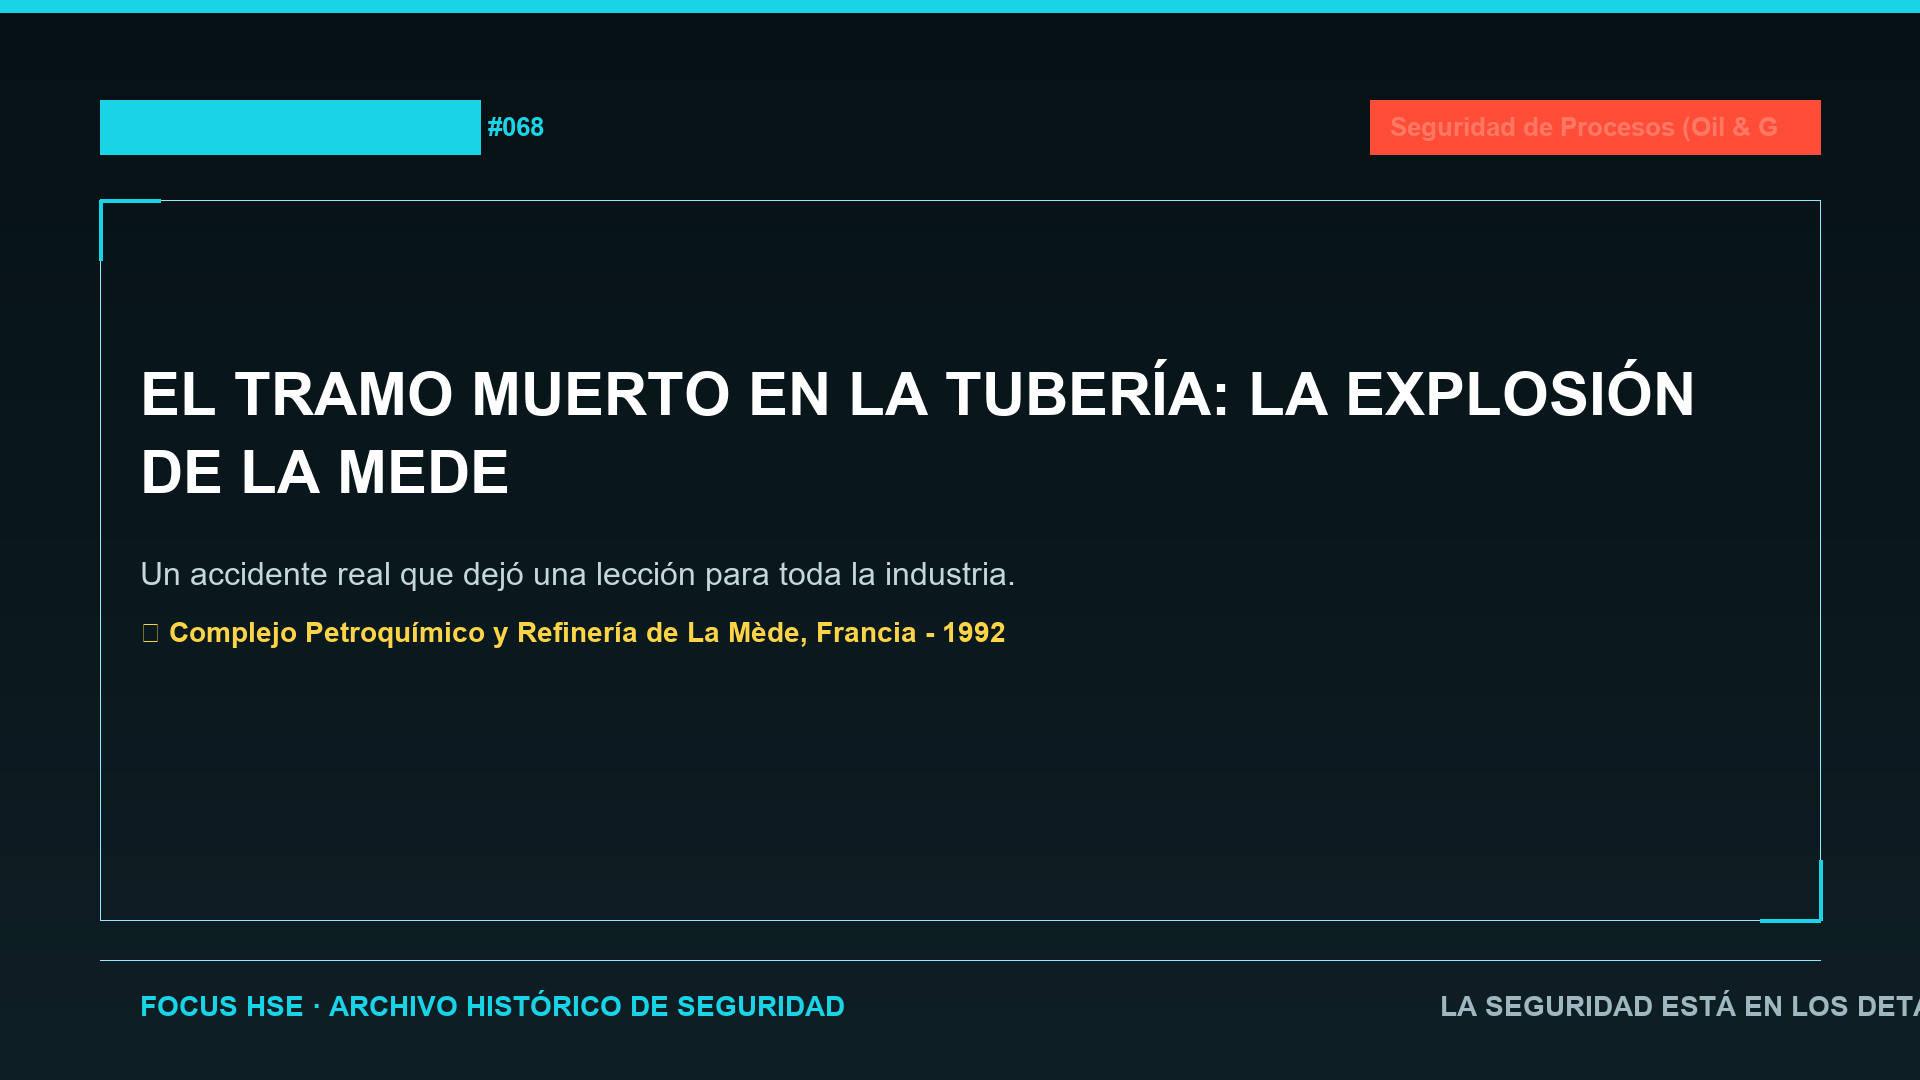 #068
Seguridad de Procesos (Oil & G
EL TRAMO MUERTO EN LA TUBERÍA: LA EXPLOSIÓN
DE LA MEDE
Un accidente real que dejó una lección para toda la industria.
Complejo Petroquímico y Refinería de La Mède, Francia - 1992
FOCUS HSE · ARCHIVO HISTÓRICO DE SEGURIDAD
LA SEGURIDAD ESTÁ EN LOS DETA